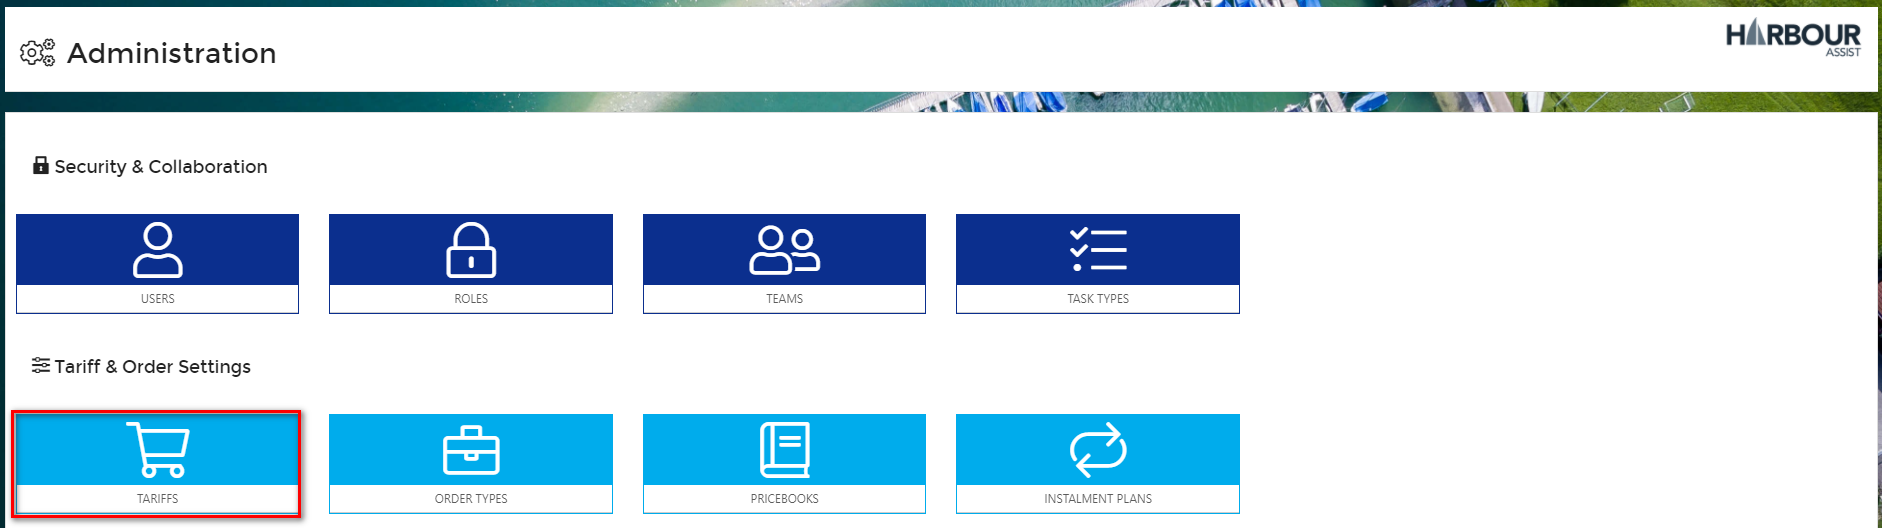 Administration
HARBOUR
ASSIST
Security & Collaboration
USERS
ROLES
TEAMS
TASK TYPES
Tariff & Order Settings
TARIFFS
ORDER TYPES
PRICEBOOKS
INSTALMENT PLANS